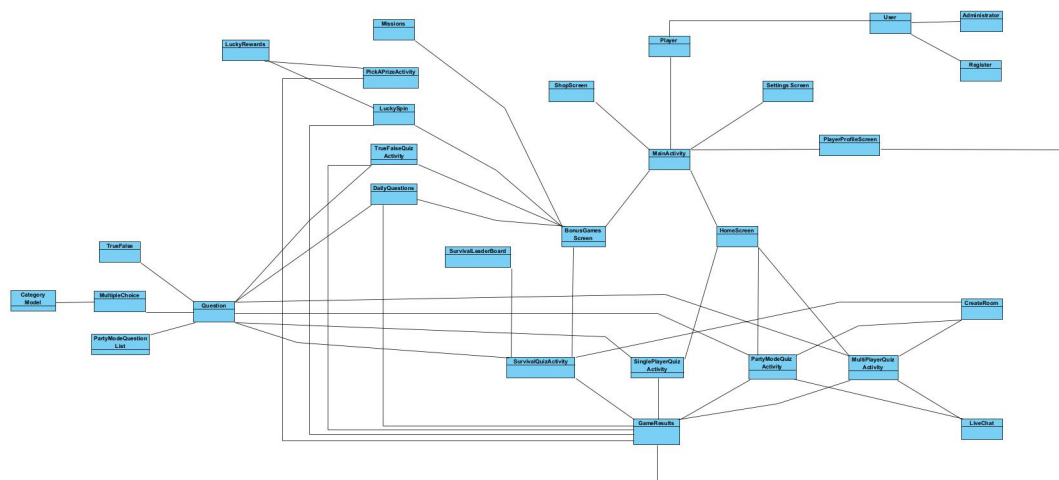 Missions
User
Administrator
LuckyRewards
Player
Register
PickAPrizeActivity
ShopScreen
Settings Screen
LuckySpin
PlayerProfileScreen
TrueFalseQuiz
Activity
MainActivity
DailyQuestions
BonusGames
Screen
HomeScreen
TrueFalse
SurvivalLeaderBoard
Category
Model
MultipleChoice
Question
CreateRoom
PartyModeQuestion
List
SurvivalQuizActivity
SinglePlayerQuiz
Activity
PartyModeQuiz
Activity
MultiPlayerQuiz
Activity
GameResults
LiveChat